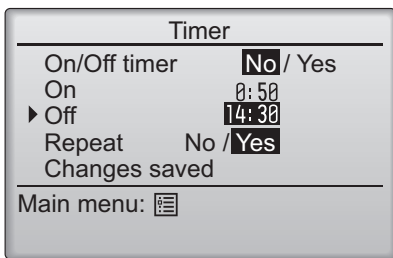 Timer
On/Off timer No / Yes
On 0:50
Off 14:30
Repeat No / Yes
Changes saved
Main menu: